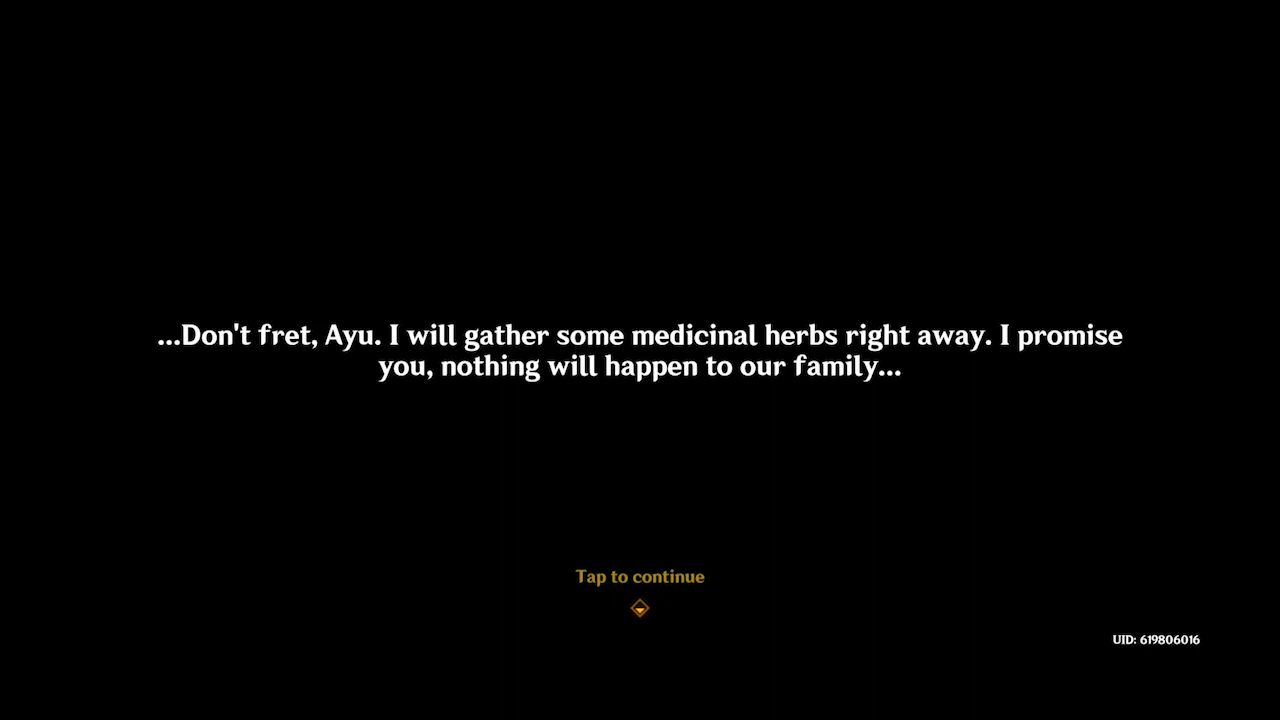 ...Don't fret, Ayu. I will gather some medicinal herbs right away. I promise
you, nothing will happen to our family...
Tap to continue
UID: 619806016